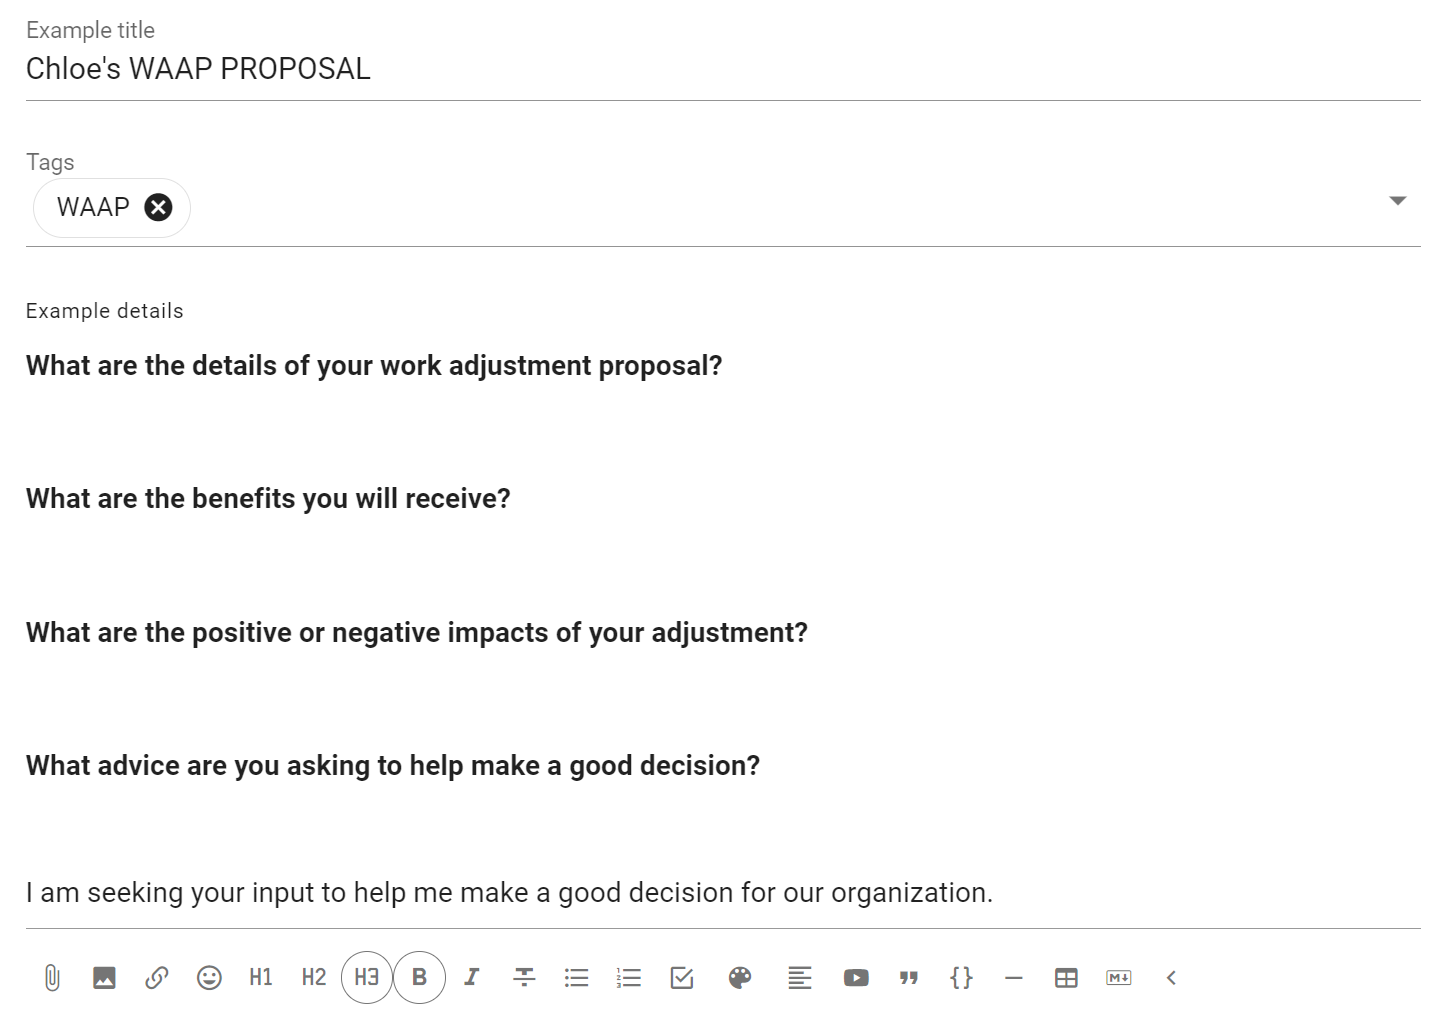 Example title
Chloe's WAAP PROPOSAL
Tags
WAAP
Example details
What are the details of your work adjustment proposal?
What are the benefits you will receive?
What are the positive or negative impacts of your adjustment?
What advice are you asking to help make a good decision?
I am seeking your input to help me make a good decision for our organization.
H1 H2 H3 B I T 1 2 3 {} M